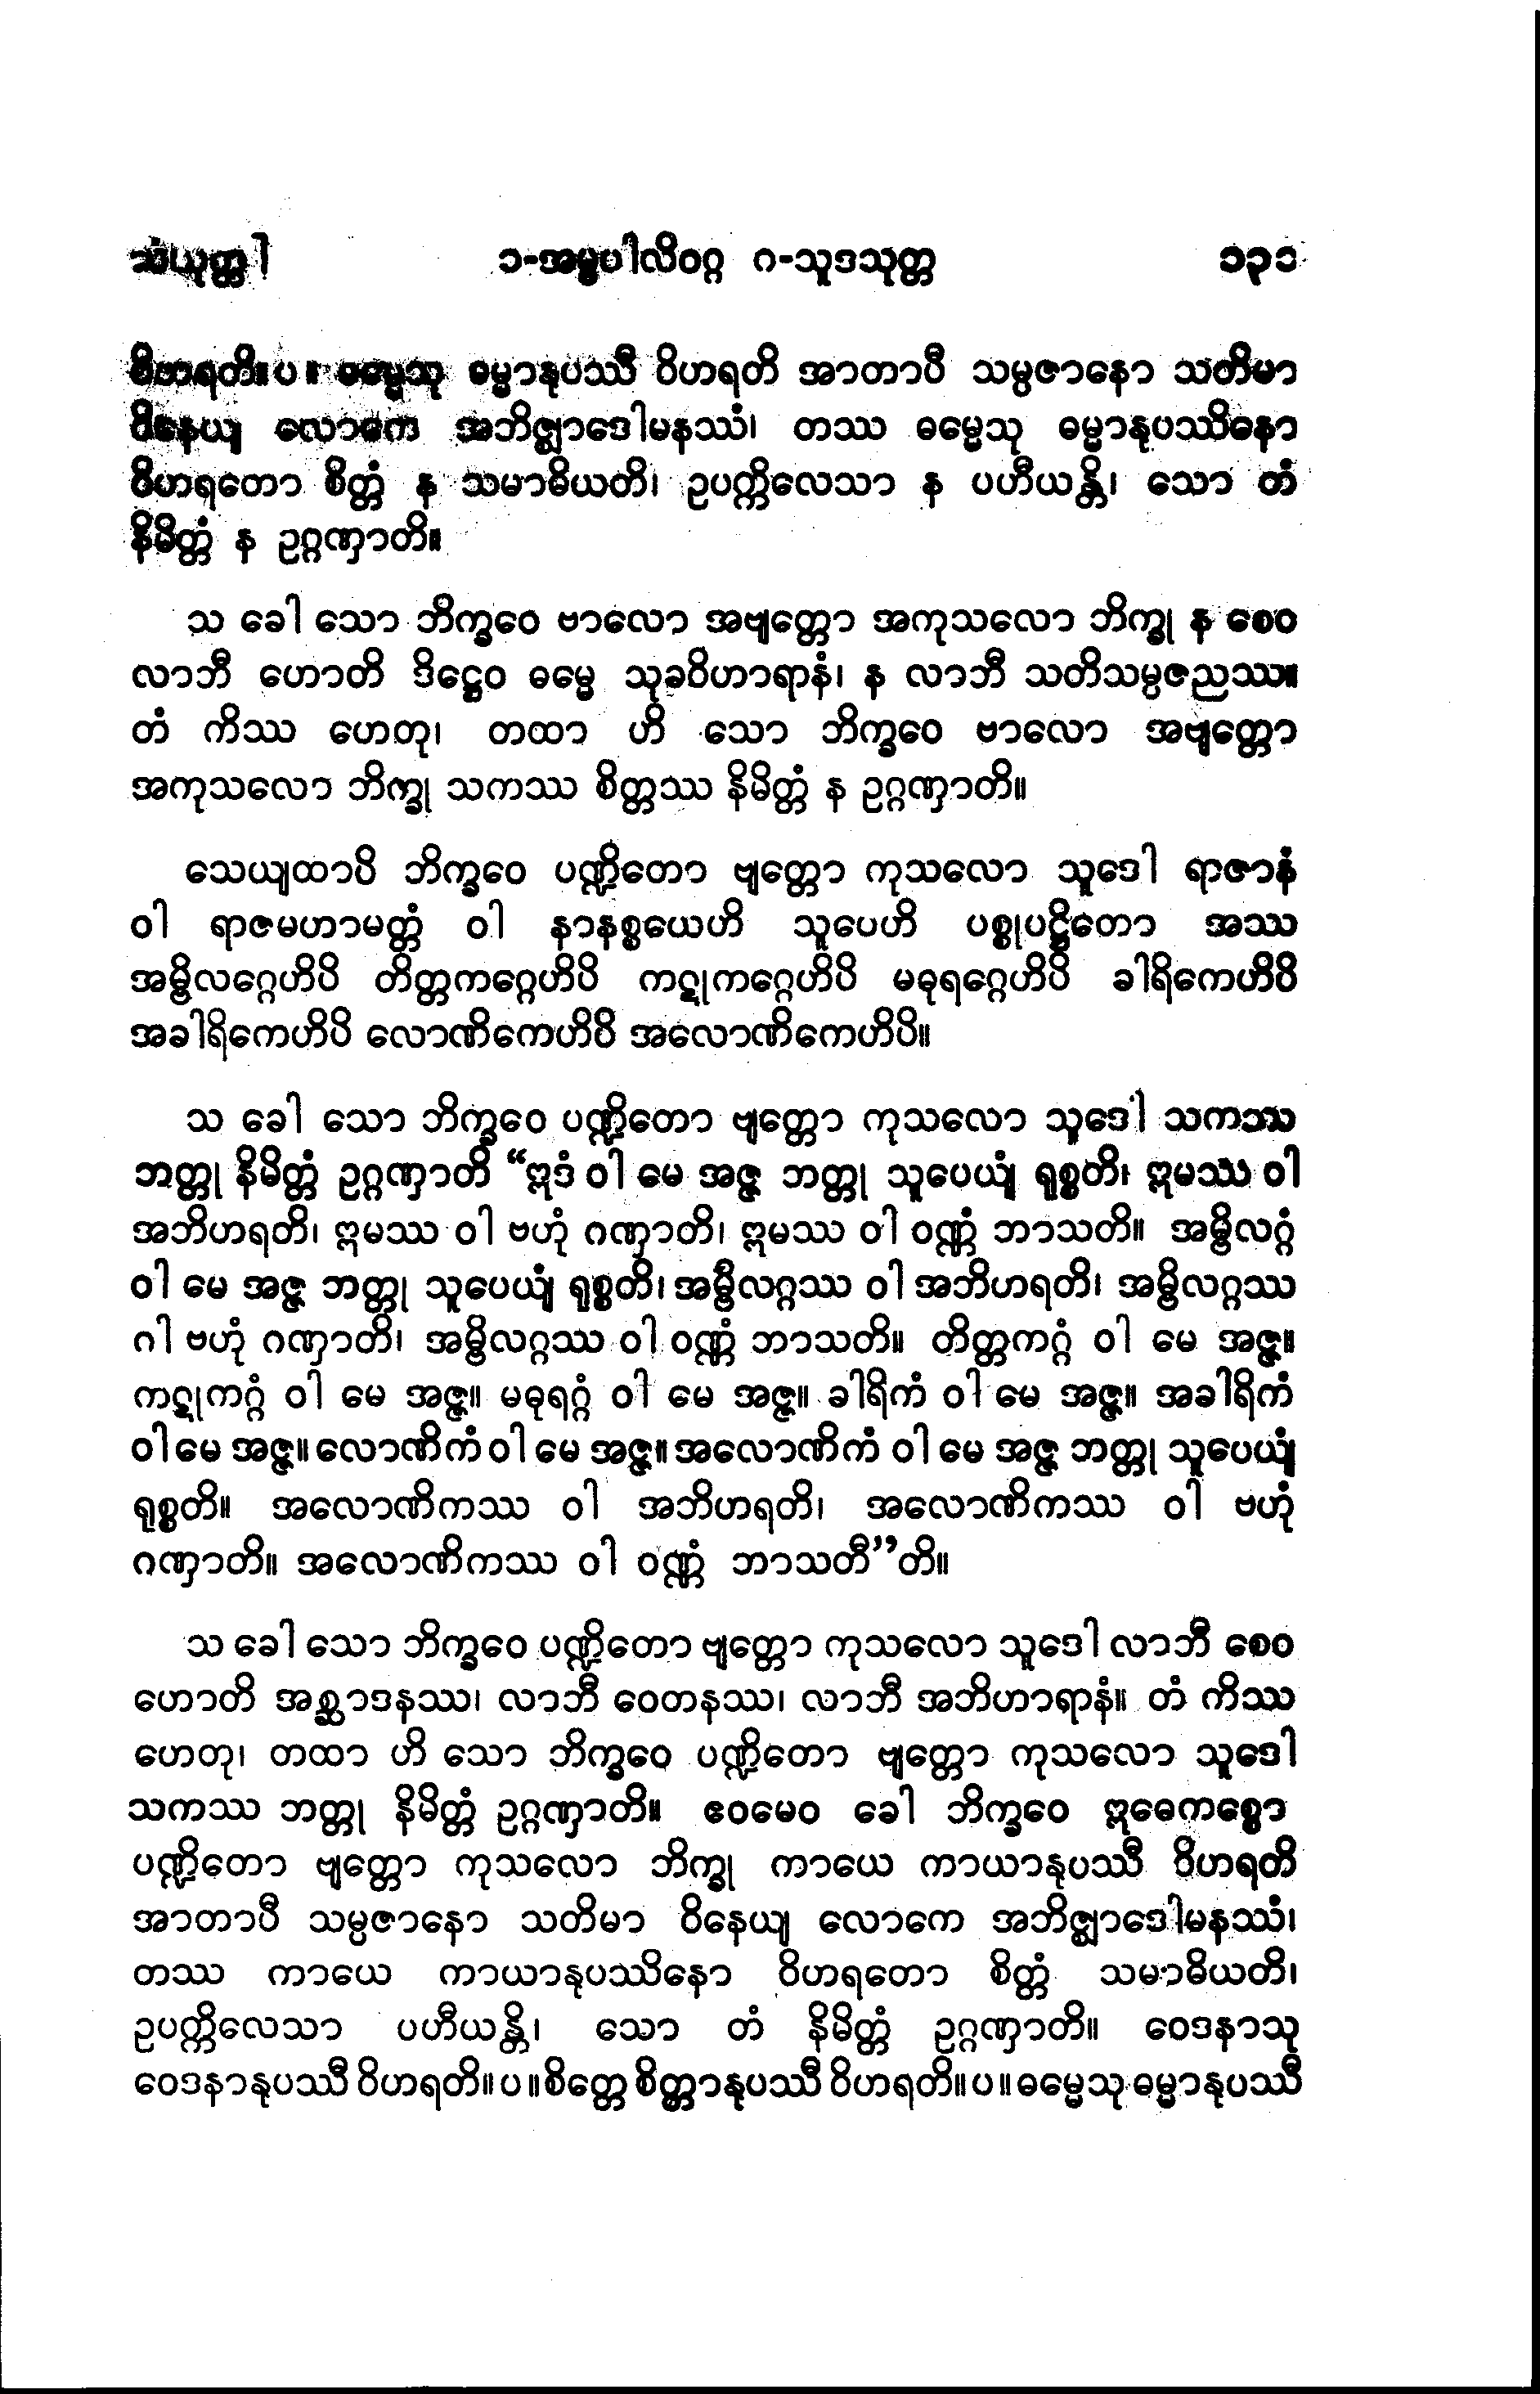 သံယုတ္တ] ၁-အမ္ဗပါလိဝဂ္ဂ ဂ-သူဒသုတ္တ ၁၃၁
ဝိဟရတိ။ပ။ ဓမ္မေသု ဓမ္မာနုပဿီ ဝိဟရတိ အာတာပီ သမ္ပဇာနော သတိမာ
ဝိနေယျ လောကေ အဘိဇ္ဈာဒေါမနဿံ၊ တဿ ဓမ္မေသု ဓမ္မာနုပဿိနော
ဝိဟရတော စိတ္တံ န သမာဓိယတိ၊ ဥပက္ကိလေသာ န ပဟီယန္တိ၊ သော တံ
နိမိတ္တံ န ဥဂ္ဂဏှာတိ။
သ ခေါ သော ဘိက္ခဝေ ဗာလော အဗျတ္တော အကုသလော ဘိက္ခု န စေဝ
လာဘီ ဟောတိ ဒိဋ္ဌေဝ ဓမ္မေ သုခဝိဟာရာနံ၊ န လာဘီ သတိသမ္ပဇညဿ။
တံ ကိဿ ဟေတု၊ တထာ ဟိ သော ဘိက္ခဝေ ဗာလော အဗျတ္တော
အကုသလော ဘိက္ခု သကဿ စိတ္တဿ နိမိတ္တံ န ဥဂ္ဂဏှာတိ။
သေယျထာပိ ဘိက္ခဝေ ပဏ္ဍိတော ဗျတ္တော ကုသလော သူဒေါ ရာဇာနံ
ဝါ ရာဇမဟာမတ္တံ ဝါ နာနစ္စယေဟိ သူပေဟိ ပစ္စုပဋ္ဌိတော အဿ
အမ္ဗိလဂ္ဂေဟိပိ တိတ္တကဂ္ဂေဟိပိ ကဋုကဂ္ဂေဟိပိ မဓုရဂ္ဂေဟိပိ ခါရိကေဟိပိ
အခါရိကေဟိပိ လောဏိကေဟိပိ အလောဏိကေဟိပိ။
သ ခေါ သော ဘိက္ခဝေ ပဏ္ဍိတော ဗျတ္တော ကုသလော သူဒေါ သကဿ
ဘတ္တု နိမိတ္တံ ဥဂ္ဂဏှာတိ “ဣဒံ ဝါ မေ အဇ္ဇ ဘတ္တု သူပေယျံ ရုစ္စတိ၊ ဣမဿ ဝါ
အဘိဟရတိ၊ ဣမဿ ဝါ ဗဟုံ ဂဏှာတိ၊ ဣမဿ ဝါ ဝဏ္ဏံ ဘာသတိ။ အမ္ဗိလဂ္ဂံ
ဝါ မေ အဇ္ဇ ဘတ္တု သူပေယျံ ရုစ္စတိ၊ အမ္ဗိလဂ္ဂဿ ဝါ အဘိဟရတိ၊ အမ္ဗိလဂ္ဂဿ
ဂါ ဗဟုံ ဂဏှာတိ၊ အမ္ဗိလဂ္ဂဿ ဝါ ဝဏ္ဏံ ဘာသတိ။ တိတ္တကဂ္ဂံ ဝါ မေ အဇ္ဇ။
ကဋုကဂ္ဂံ ဝါ မေ အဇ္ဇ။ မဓုရဂ္ဂံ ဝါ မေ အဇ္ဇ။ ခါရိကံ ဝါ မေ အဇ္ဇ။ အခါရိကံ
ဝါ မေ အဇ္ဇ။ လောဏိကံ ဝါ မေ အဇ္ဇ။ အလောဏိကံ ဝါ မေ အဇ္ဇ ဘတ္တု သူပေယျံ
ရုစ္စတိ။ အလောဏိကဿ ဝါ အဘိဟရတိ၊ အလောဏိကဿ ဝါ ဗဟုံ
ဂဏှာတိ။ အလောဏိကဿ ဝါ ဝဏ္ဏံ ဘာသတီ”တိ။
သ ခေါ သော ဘိက္ခဝေ ပဏ္ဍိတော ဗျတ္တော ကုသလော သူဒေါ လာဘီ စေဝ
ဟောတိ အစ္ဆာဒနဿ၊ လာဘီ ဝေတနဿ၊ လာဘီ အဘိဟာရာနံ။ တံ ကိဿ
ဟေတု၊ တထာ ဟိ သော ဘိက္ခဝေ ပဏ္ဍိတော ဗျတ္တော ကုသလော သူဒေါ
သကဿ ဘတ္တု နိမိတ္တံ ဥဂ္ဂဏှာတိ။ ဧဝမေဝ ခေါ ဘိက္ခဝေ ဣဓေကစ္စော
ပဏ္ဍိတော ဗျတ္တော ကုသလော ဘိက္ခု ကာယေ ကာယာနုပဿီ ဝိဟရတိ
အာတာပီ သမ္ပဇာနော သတိမာ ဝိနေယျ လောကေ အဘိဇ္ဈာဒေါမနဿံ၊
တဿ ကာယေ ကာယာနုပဿိနော ဝိဟရတော စိတ္တံ သမာဓိယတိ၊
ဥပက္ကိလေသာ ပဟီယန္တိ၊ သော တံ နိမိတ္တံ ဥဂ္ဂဏှာတိ။ ဝေဒနာသု
ဝေဒနာနုပဿီ ဝိဟရတိ။ပ။ စိတ္တေ စိတ္တာနုပဿီ ဝိဟရတိ။ပ။ ဓမ္မေသု ဓမ္မာနုပဿီ